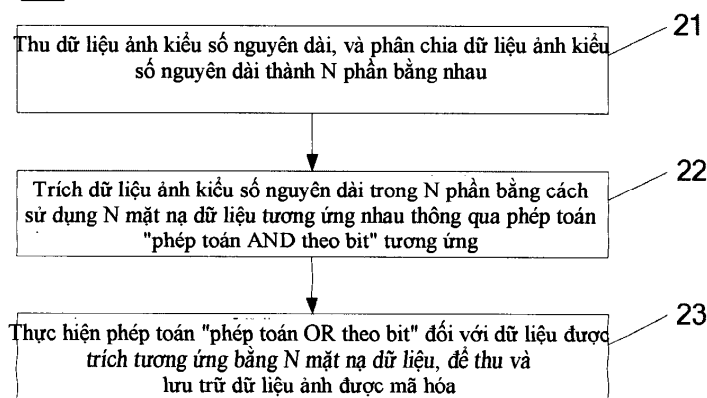 21
Thu dữ liệu ảnh kiểu số nguyên dài, và phân chia dữ liệu ảnh kiểu
số nguyên dài thành N phần bằng nhau
22
Trích dữ liệu ảnh kiểu số nguyên dài trong N phần bằng cách
sử dụng N mặt nạ dữ liệu tương ứng nhau thông qua phép toán
"phép toán AND theo bit" tương ứng
23
Thực hiện phép toán "phép toán OR theo bit" đối với dữ liệu được
trích tương ứng bằng N mặt nạ dữ liệu, để thu và
lưu trữ dữ liệu ảnh được mã hóa